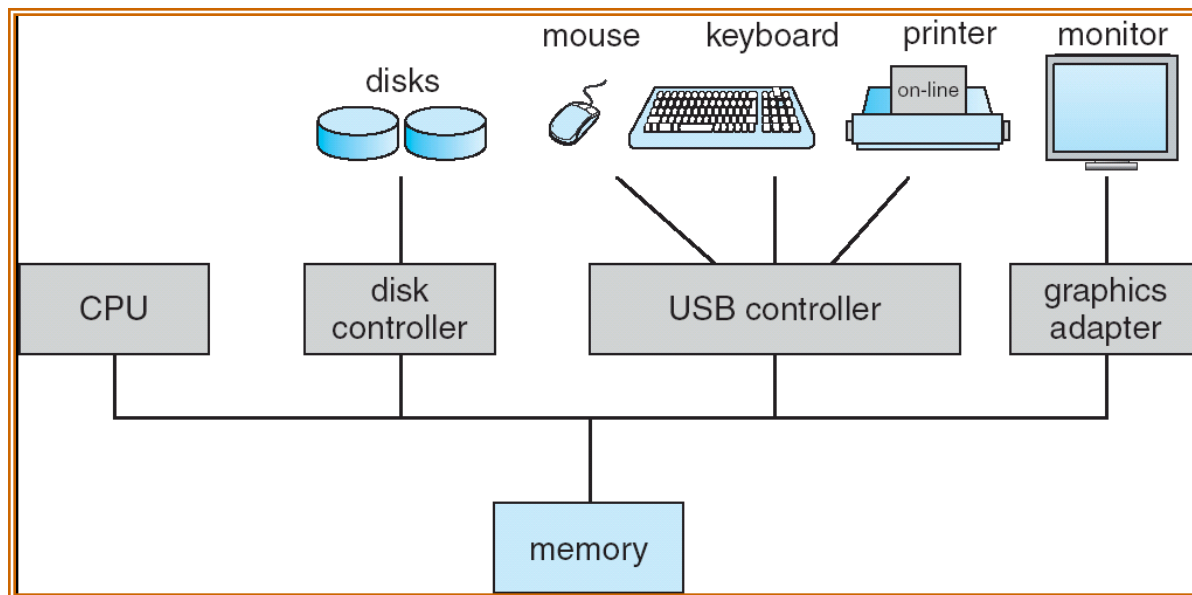 mouse
keyboard
printer
monitor
disks
on-line
CPU
disk
controller
USB controller
graphics
adapter
memory